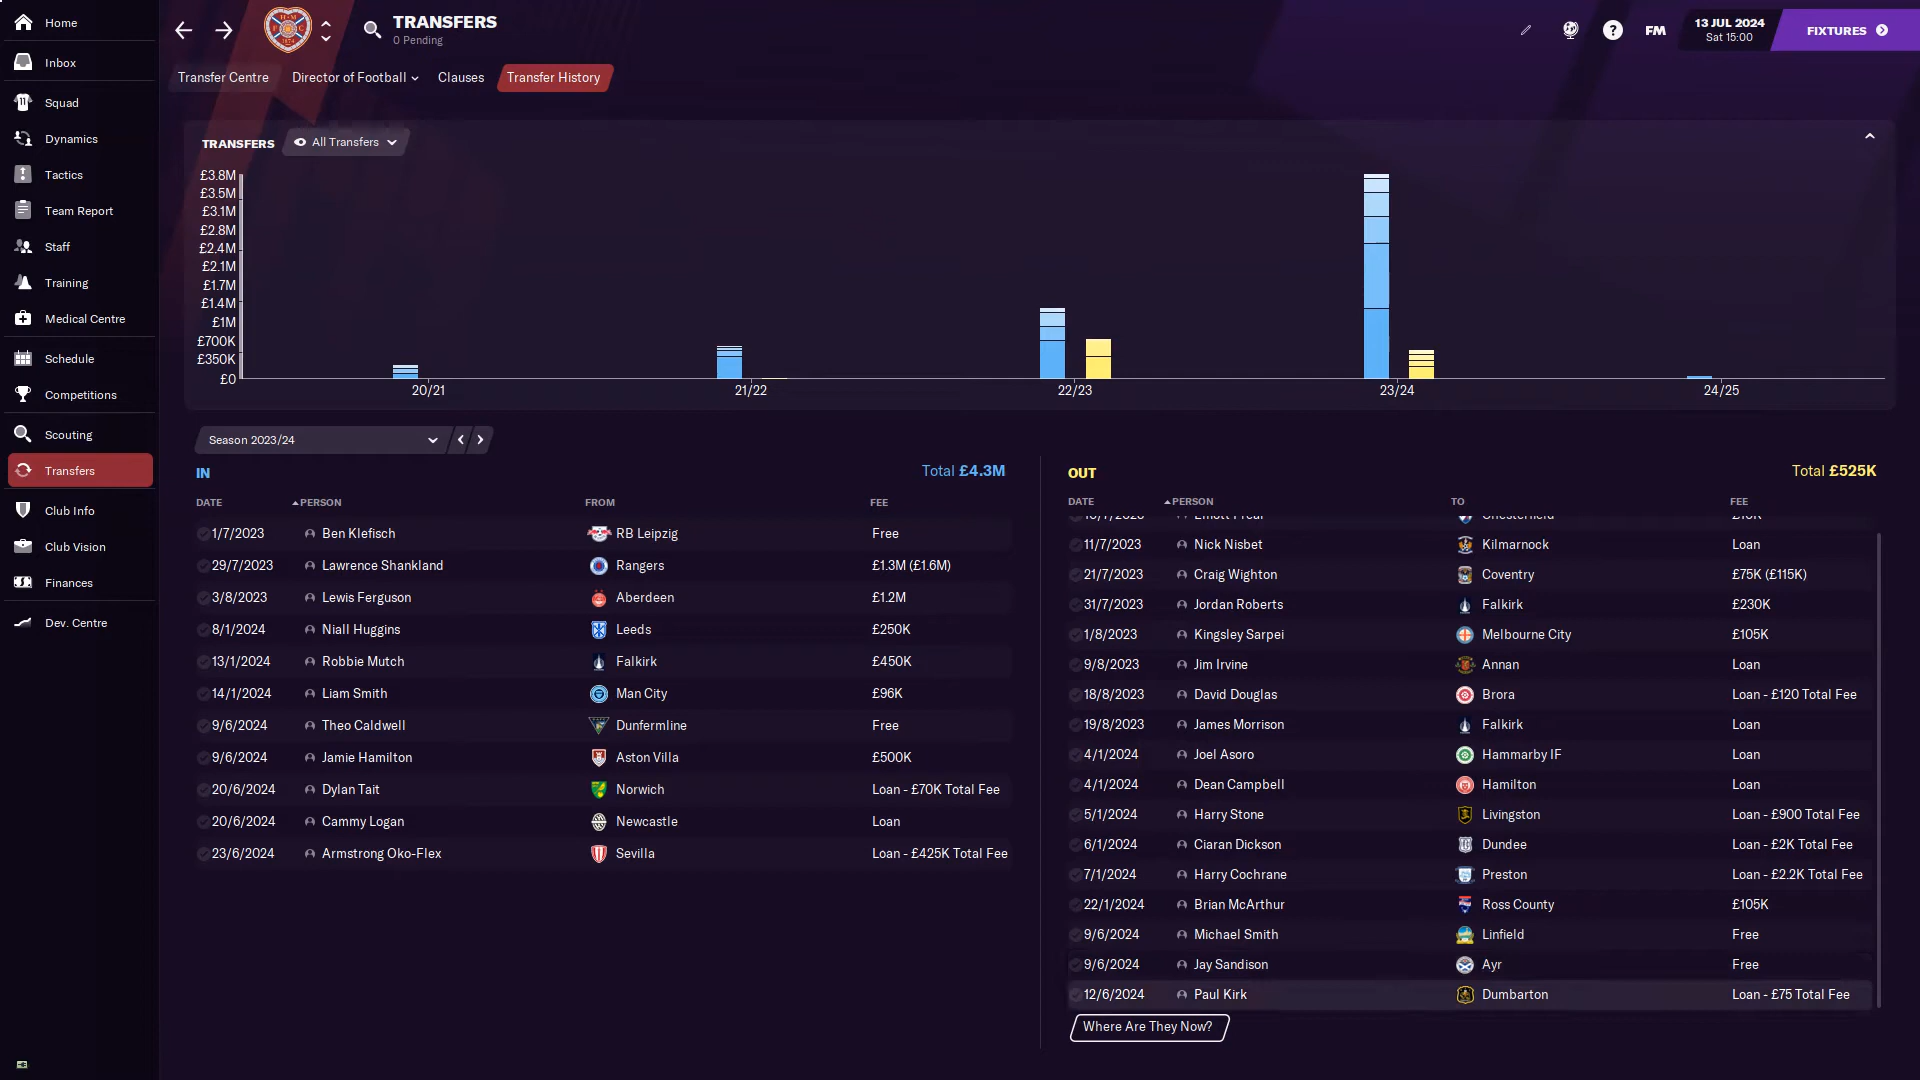 Home
Inbox
Squad
Dynamics
Tactics
Team Report
Staff
Training
Medical Centre
Schedule
Competitions
Scouting
Transfers
Club Info
Club Vision
Finances
Dev. Centre
TRANSFERS
0 Pending
FM
13 JUL 2024
Sat 15:00
FIXTURES
Transfer Centre
Director of Football
Clauses
Transfer History
TRANSFERS
All Transfers
£3.8M
£3.5M
£3.1M
£2.8M
£2.4M
£2.1M
£1.7M
£1.4M
£1M
£700K
£350K
£0
20/21
21/22
22/23
23/24
24/25
Season 2023/24
IN
Total £4.3M
DATE PERSON FROM FEE
1/7/2023 Ben Klefisch RB Leipzig Free
29/7/2023 Lawrence Shankland Rangers £1.3M (£1.6M)
3/8/2023 Lewis Ferguson Aberdeen £1.2M
8/1/2024 Niall Huggins Leeds £250K
13/1/2024 Robbie Mutch Falkirk £450K
14/1/2024 Liam Smith Man City £96K
9/6/2024 Theo Caldwell Dunfermline Free
9/6/2024 Jamie Hamilton Aston Villa £500K
20/6/2024 Dylan Tait Norwich Loan - £70K Total Fee
20/6/2024 Cammy Logan Newcastle Loan
23/6/2024 Armstrong Oko-Flex Sevilla Loan - £425K Total Fee
OUT
Total £525K
DATE PERSON TO FEE
Chesterfield
11/7/2023 Nick Nisbet Kilmarnock Loan
21/7/2023 Craig Wighton Coventry £75K (£115K)
31/7/2023 Jordan Roberts Falkirk £230K
1/8/2023 Kingsley Sarpei Melbourne City £105K
9/8/2023 Jim Irvine Annan Loan
18/8/2023 David Douglas Brora Loan - £120 Total Fee
19/8/2023 James Morrison Falkirk Loan
4/1/2024 Joel Asoro Hammarby IF Loan
4/1/2024 Dean Campbell Hamilton Loan
5/1/2024 Harry Stone Livingston Loan - £900 Total Fee
6/1/2024 Ciaran Dickson Dundee Loan - £2K Total Fee
7/1/2024 Harry Cochrane Preston Loan - £2.2K Total Fee
22/1/2024 Brian McArthur Ross County £105K
9/6/2024 Michael Smith Linfield Free
9/6/2024 Jay Sandison Ayr Free
12/6/2024 Paul Kirk Dumbarton Loan - £75 Total Fee
Where Are They Now?